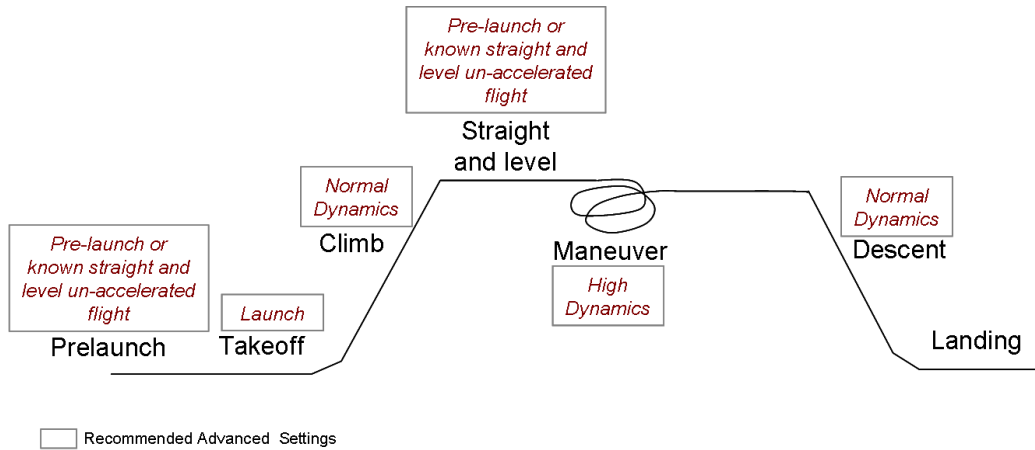 Pre-launch or
known straight and
level un-accelerated
flight
Straight
and level
Normal
Dynamics
Climb
Pre-launch or
known straight and
level un-accelerated
flight
Prelaunch
Launch
Takeoff
Maneuver
High
Dynamics
Normal
Dynamics
Descent
Landing
Recommended Advanced Settings